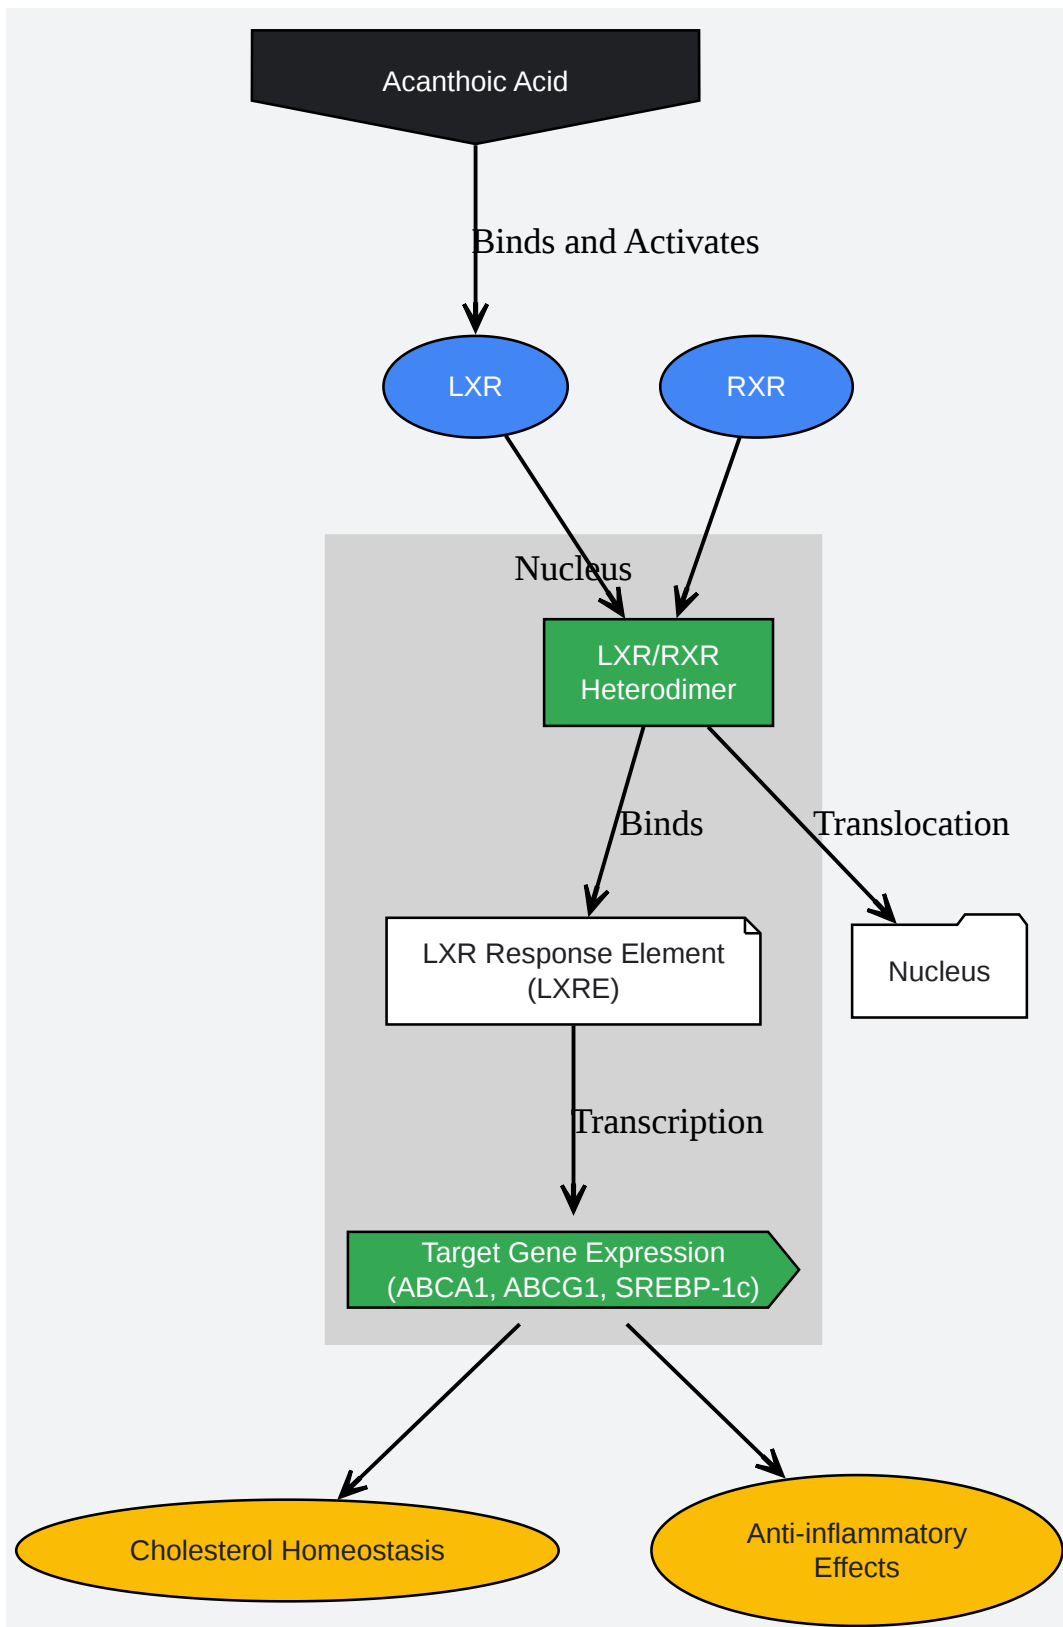 Acanthoic Acid
Binds and Activates
LXR
RXR
Nucleus
LXR/RXR
Heterodimer
Binds
Translocation
LXR Response Element
(LXRE)
Nucleus
Transcription
Target Gene Expression
(ABCA1, ABCG1, SREBP-1c)
Cholesterol Homeostasis
Anti-inflammatory
Effects